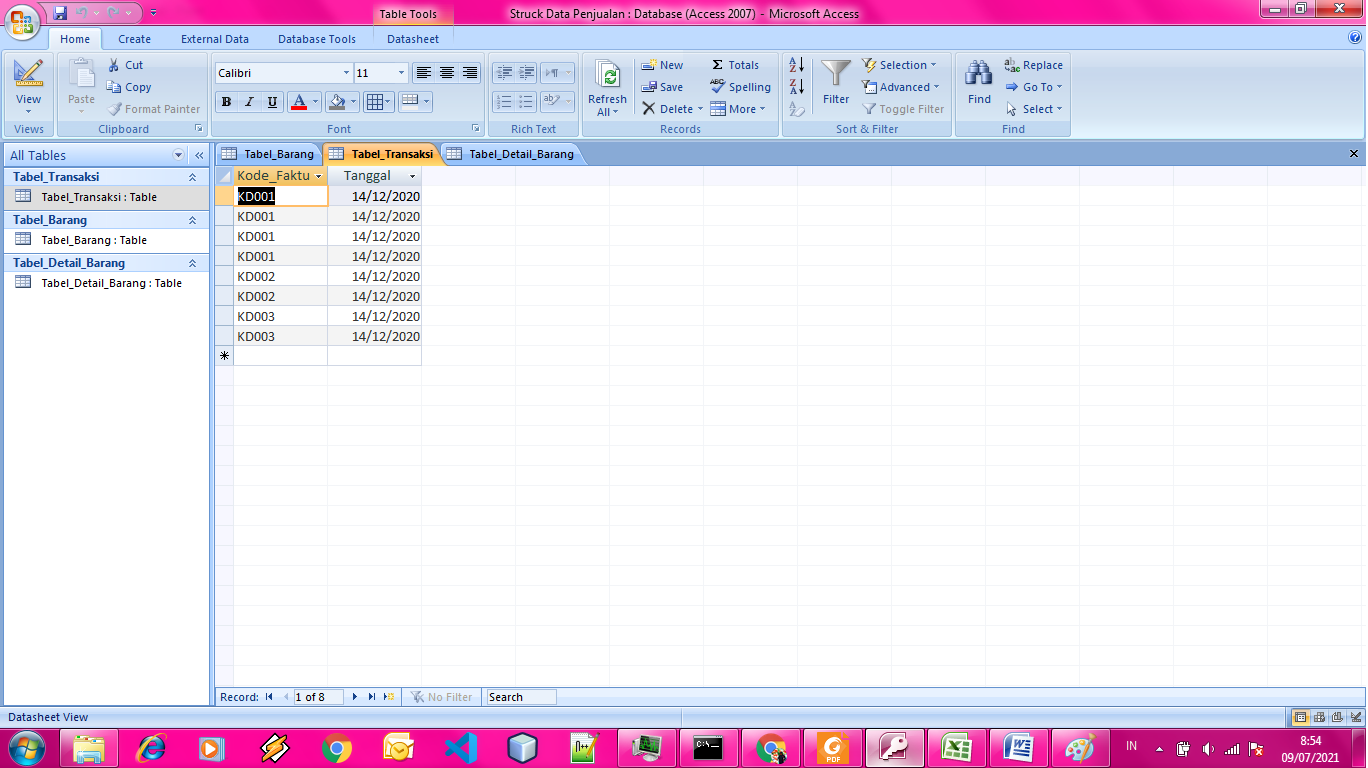 Table Tools
Struck Data Penjualan : Database (Access 2007) - Microsoft Access
Home Create External Data Database Tools Datasheet
View
Views
Paste
Cut
Copy
Format Painter
Clipboard
Calibri 11
B I U A
Font
ab
Rich Text
Refresh All
New
Save
Delete
Totals
Spelling
More
Records
Filter
Selection
Advanced
Toggle Filter
Sort & Filter
Find
Replace
Go To
Select
Find
All Tables
Tabel_Transaksi
Tabel_Transaksi : Table
Tabel_Barang
Tabel_Barang : Table
Tabel_Detail_Barang
Tabel_Detail_Barang : Table
Tabel_Barang Tabel_Transaksi Tabel_Detail_Barang
Kode_Faktu Tanggal
KD001 14/12/2020
KD001 14/12/2020
KD001 14/12/2020
KD001 14/12/2020
KD002 14/12/2020
KD002 14/12/2020
KD003 14/12/2020
KD003 14/12/2020
Record: 1 of 8 No Filter Search
Datasheet View
C:\_
PDF
IN
8:54
09/07/2021